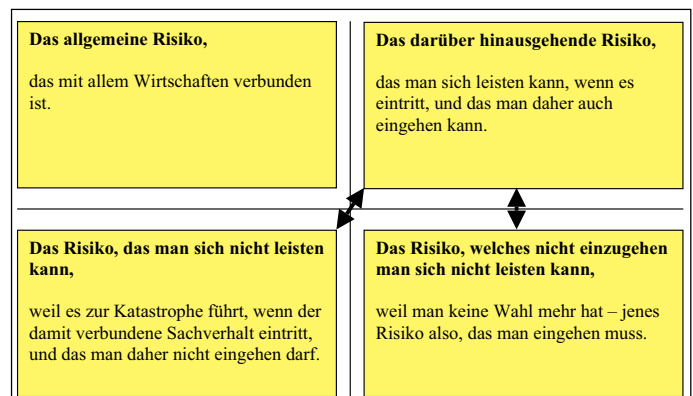 Das allgemeine Risiko,
das mit allem Wirtschaften verbunden
ist.
Das darüber hinausgehende Risiko,
das man sich leisten kann, wenn es
eintritt, und das man daher auch
eingehen kann.
Das Risiko, das man sich nicht leisten
kann,
weil es zur Katastrophe führt, wenn der
damit verbundene Sachverhalt eintritt,
und das man daher nicht eingehen darf.
Das Risiko, welches nicht einzugehen
man sich nicht leisten kann,
weil man keine Wahl mehr hat – jenes
Risiko also, das man eingehen muss.